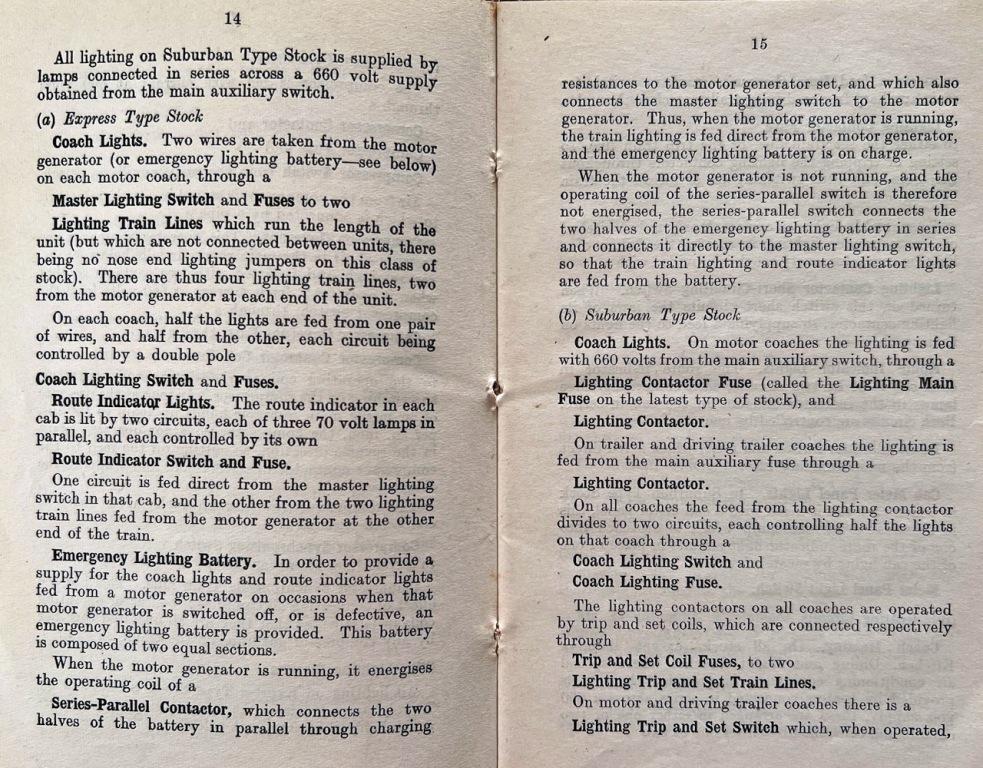 14
All lighting on Suburban Type Stock is supplied by
lamps connected in series across a 660 volt supply
obtained from the main auxiliary switch.
(a) Express Type Stock
Coach Lights. Two wires are taken from the motor
generator (or emergency lighting battery—see below)
on each motor coach, through a
Master Lighting Switch and Fuses to two
Lighting Train Lines which run the length of the
unit (but which are not connected between units, there
being no nose end lighting jumpers on this class of
stock). There are thus four lighting train lines, two
from the motor generator at each end of the unit.
On each coach, half the lights are fed from one pair
of wires, and half from the other, each circuit being
controlled by a double pole
Coach Lighting Switch and Fuses.
Route Indicator Lights. The route indicator in each
cab is lit by two circuits, each of three 70 volt lamps in
parallel, and each controlled by its own
Route Indicator Switch and Fuse.
One circuit is fed direct from the master lighting
switch in that cab, and the other from the two lighting
train lines fed from the motor generator at the other
end of the train.
Emergency Lighting Battery. In order to provide a
supply for the coach lights and route indicator lights
fed from a motor generator on occasions when that
motor generator is switched off, or is defective, an
emergency lighting battery is provided. This battery
is composed of two equal sections.
When the motor generator is running, it energises
the operating coil of a
Series-Parallel Contactor, which connects the two
halves of the battery in parallel through charging
15
resistances to the motor generator set, and which also
connects the master lighting switch to the motor
generator. Thus, when the motor generator is running,
the train lighting is fed direct from the motor generator,
and the emergency lighting battery is on charge.
When the motor generator is not running, and the
operating coil of the series-parallel switch is therefore
not energised, the series-parallel switch connects the
two halves of the emergency lighting battery in series
and connects it directly to the master lighting switch,
so that the train lighting and route indicator lights
are fed from the battery.
(b) Suburban Type Stock
Coach Lights. On motor coaches the lighting is fed
with 660 volts from the main auxiliary switch, through a
Lighting Contactor Fuse (called the Lighting Main
Fuse on the latest type of stock), and
Lighting Contactor.
On trailer and driving trailer coaches the lighting is
fed from the main auxiliary fuse through a
Lighting Contactor.
On all coaches the feed from the lighting contactor
divides to two circuits, each controlling half the lights
on that coach through a
Coach Lighting Switch and
Coach Lighting Fuse.
The lighting contactors on all coaches are operated
by trip and set coils, which are connected respectively
through
Trip and Set Coil Fuses, to two
Lighting Trip and Set Train Lines.
On motor and driving trailer coaches there is a
Lighting Trip and Set Switch which, when operated,